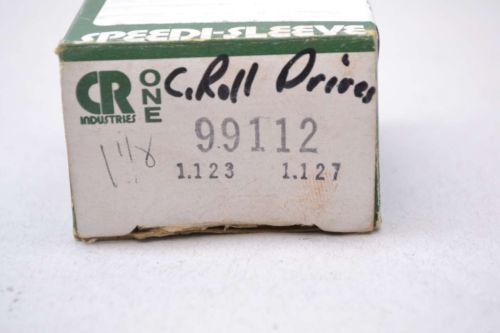 SPEEDI-SLEEVE
CR ONE
INDUSTRIES
C. Roll Drives
99112
1 1/8
1.123 1.127